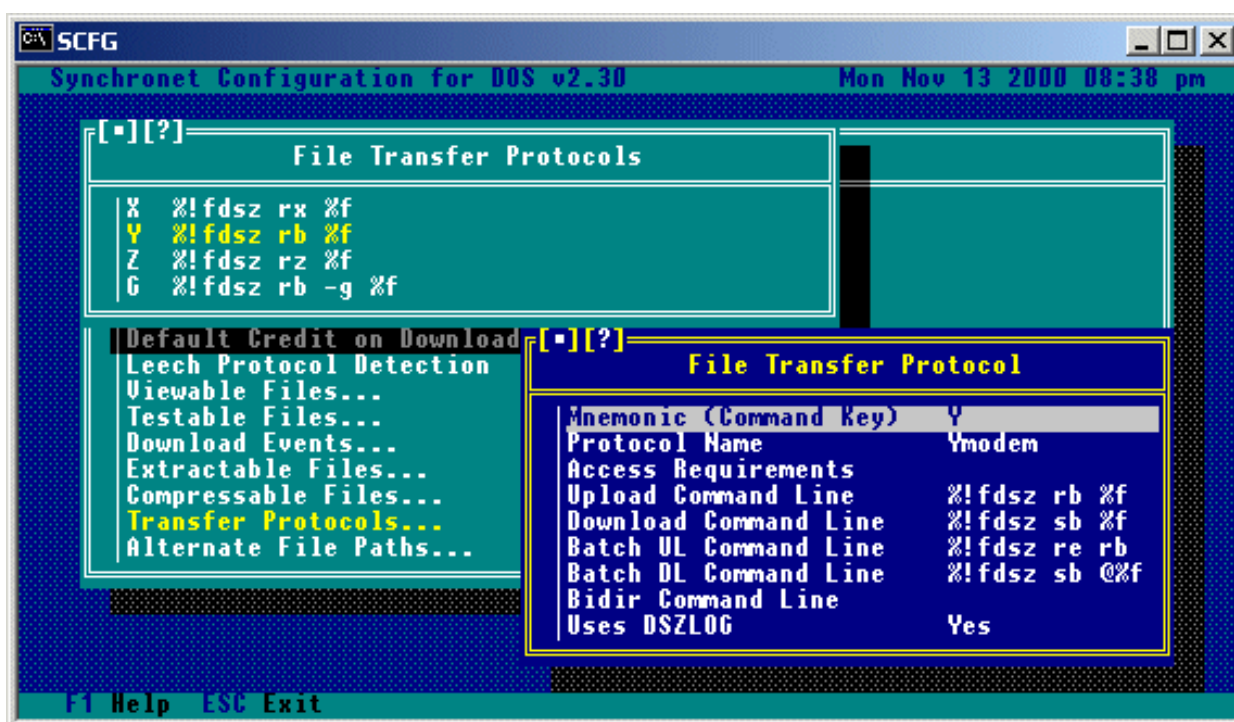 SCFG
Synchronet Configuration for DOS v2.30 Mon Nov 13 2000 08:38 pm
[▪][?]
File Transfer Protocols
X %!fdsz rx %f
Y %!fdsz rb %f
Z %!fdsz rz %f
G %!fdsz rb -g %f
Default Credit on Download
Leech Protocol Detection
Viewable Files...
Testable Files...
Download Events...
Extractable Files...
Compressable Files...
Transfer Protocols...
Alternate File Paths...
[▪][?]
File Transfer Protocol
Mnemonic (Command Key) Y
Protocol Name Ymodem
Access Requirements
Upload Command Line %!fdsz rb %f
Download Command Line %!fdsz sb %f
Batch UL Command Line %!fdsz re rb
Batch DL Command Line %!fdsz sb @%f
Bidir Command Line
Uses DSZLOG Yes
F1 Help ESC Exit